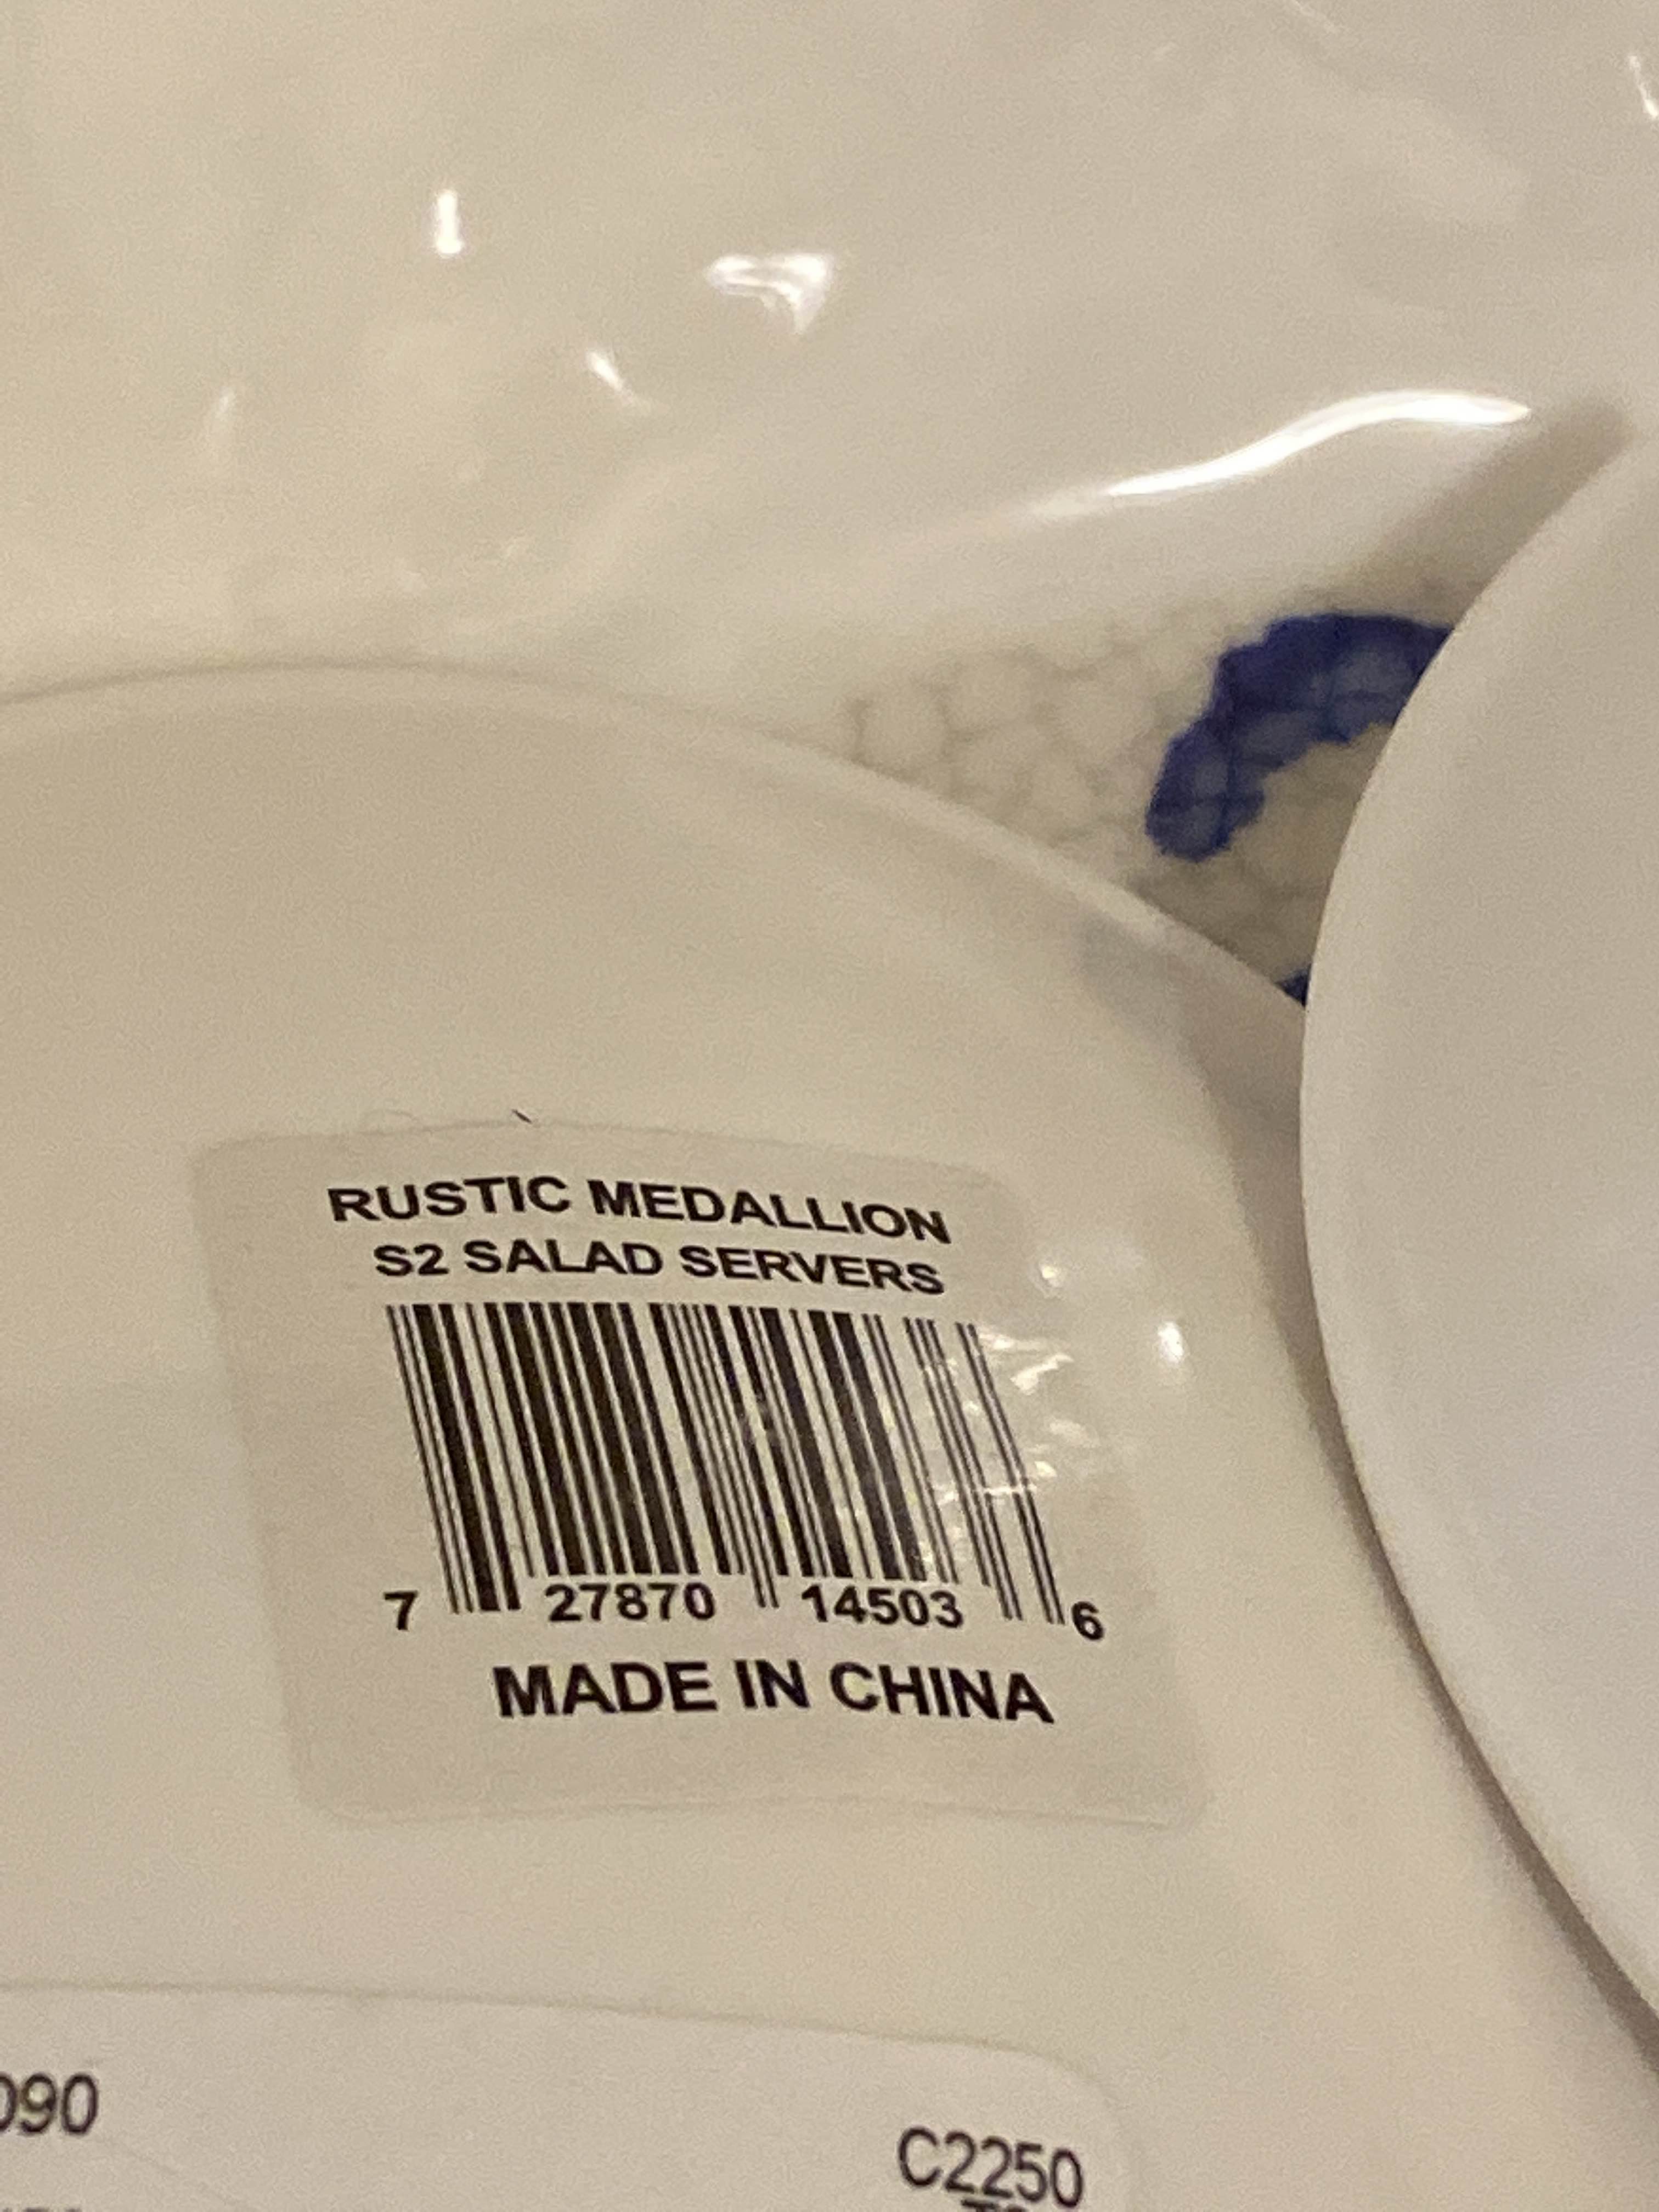 RUSTIC MEDALLION
S2 SALAD SERVERS
7 27870 14503 6
MADE IN CHINA
090
C2250